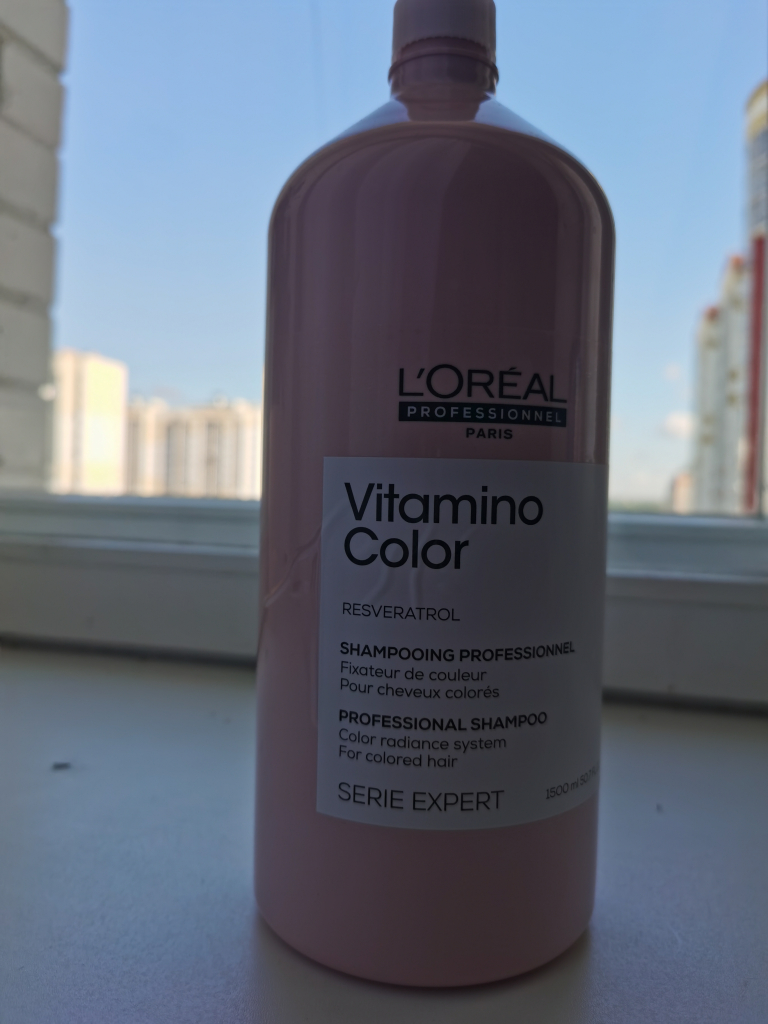 L'ORÉAL
PROFESSIONNEL
PARIS
Vitamino
Color
RESVERATROL
SHAMPOOING PROFESSIONNEL
Fixateur de couleur
Pour cheveux colorés
PROFESSIONAL SHAMPOO
Color radiance system
For colored hair
SERIE EXPERT
1500 ml